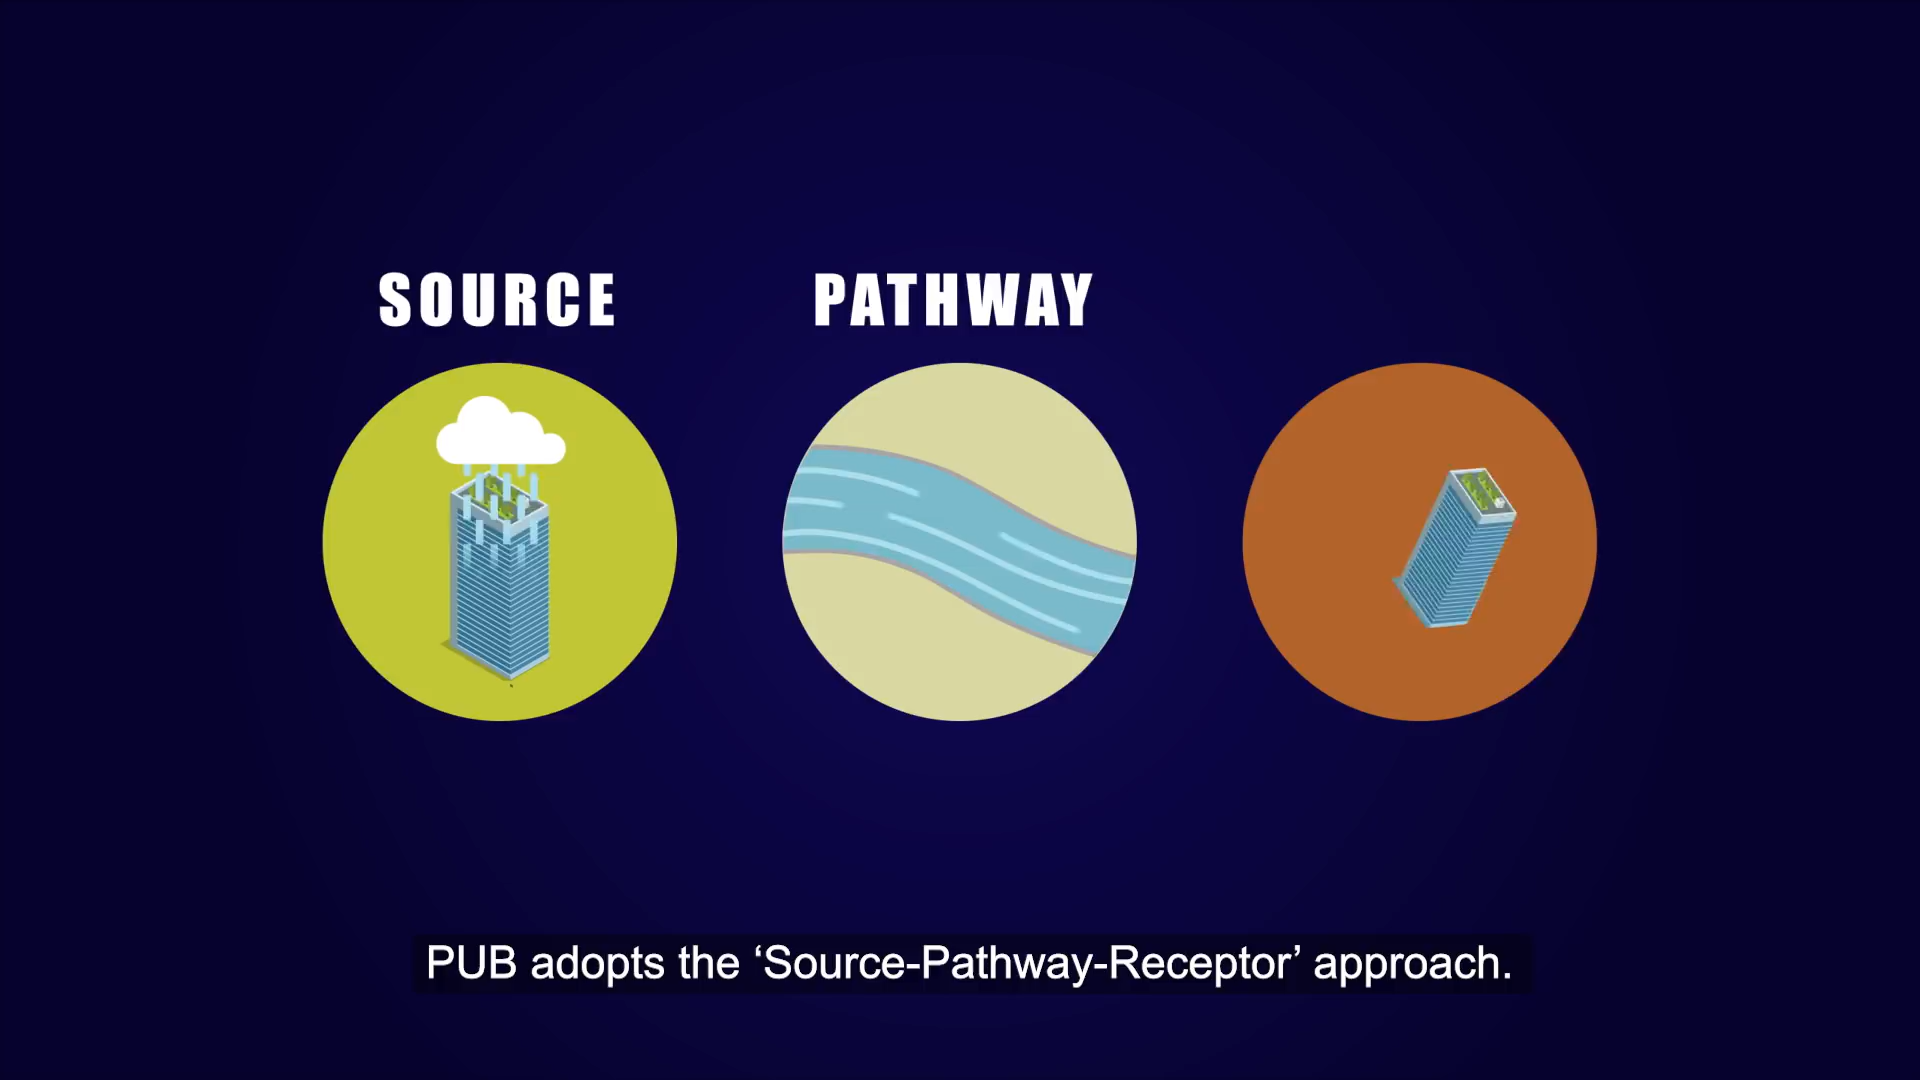 SOURCE
PATHWAY
PUB adopts the ‘Source-Pathway-Receptor’ approach.